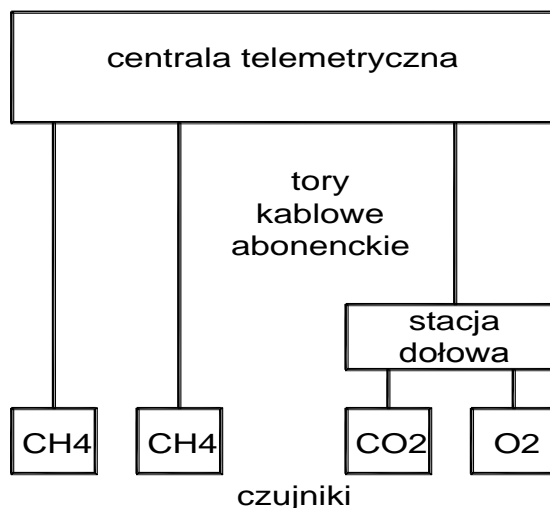 centrala telemetryczna
tory
kablowe
abonenckie
stacja
dołowa
CH4
CH4
CO2
O2
czujniki